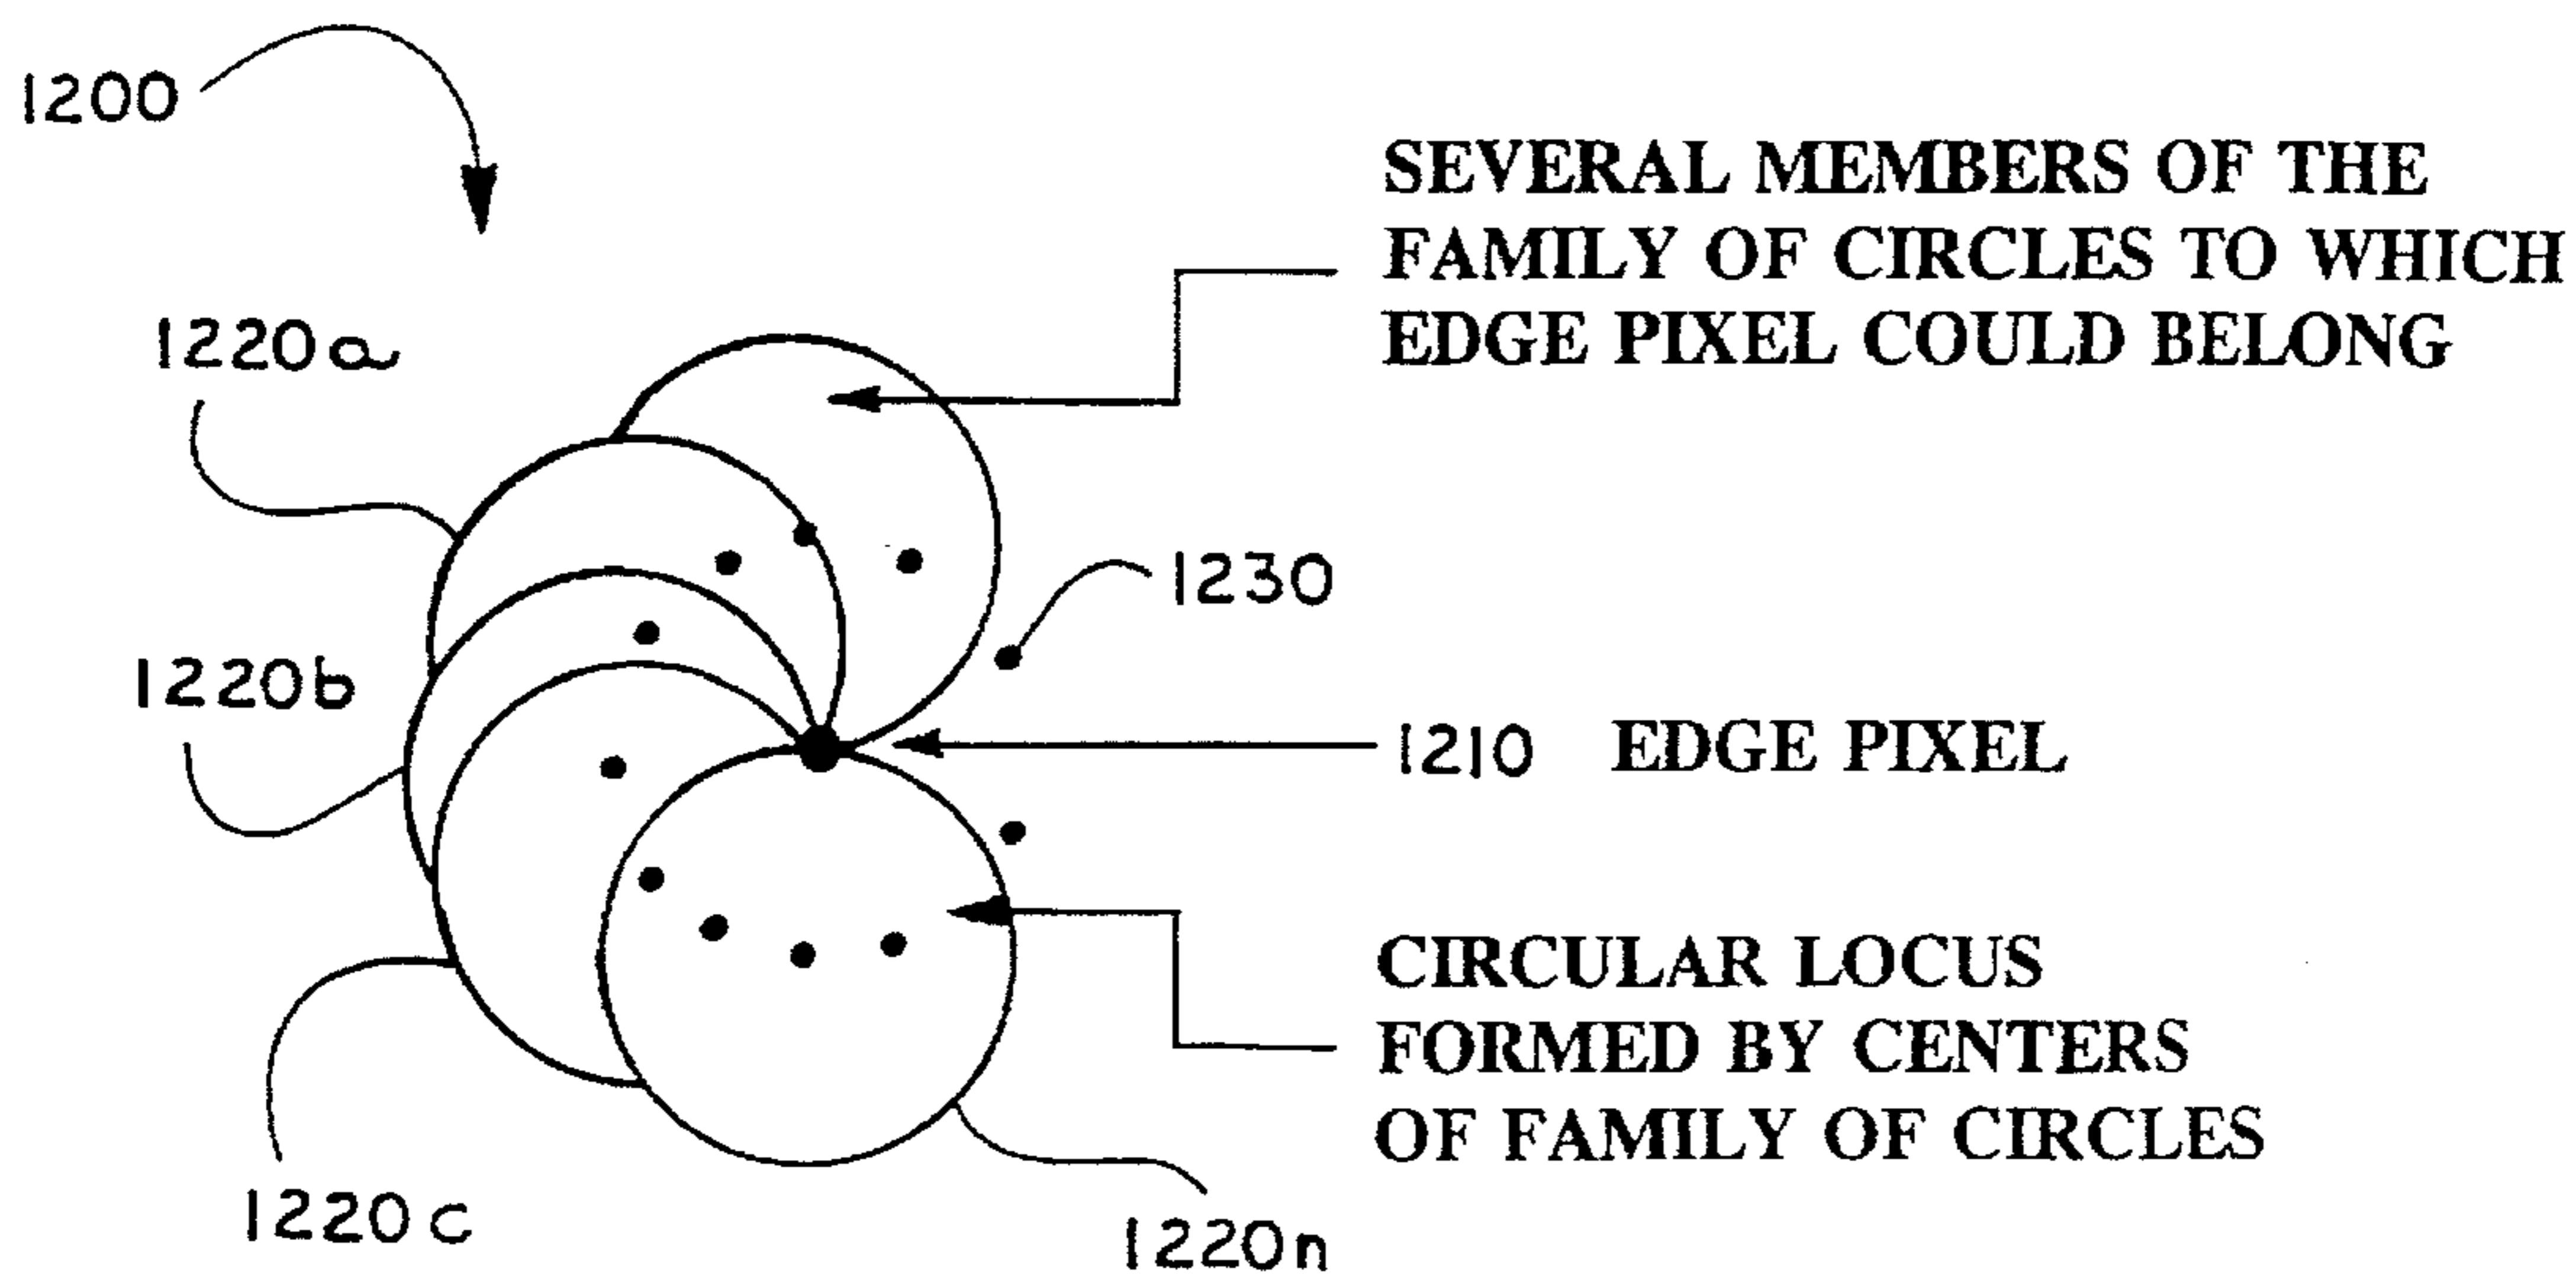 1200
SEVERAL MEMBERS OF THE
FAMILY OF CIRCLES TO WHICH
EDGE PIXEL COULD BELONG
1220a
1230
1220b
1210 EDGE PIXEL
CIRCULAR LOCUS
FORMED BY CENTERS
OF FAMILY OF CIRCLES
1220c
1220n